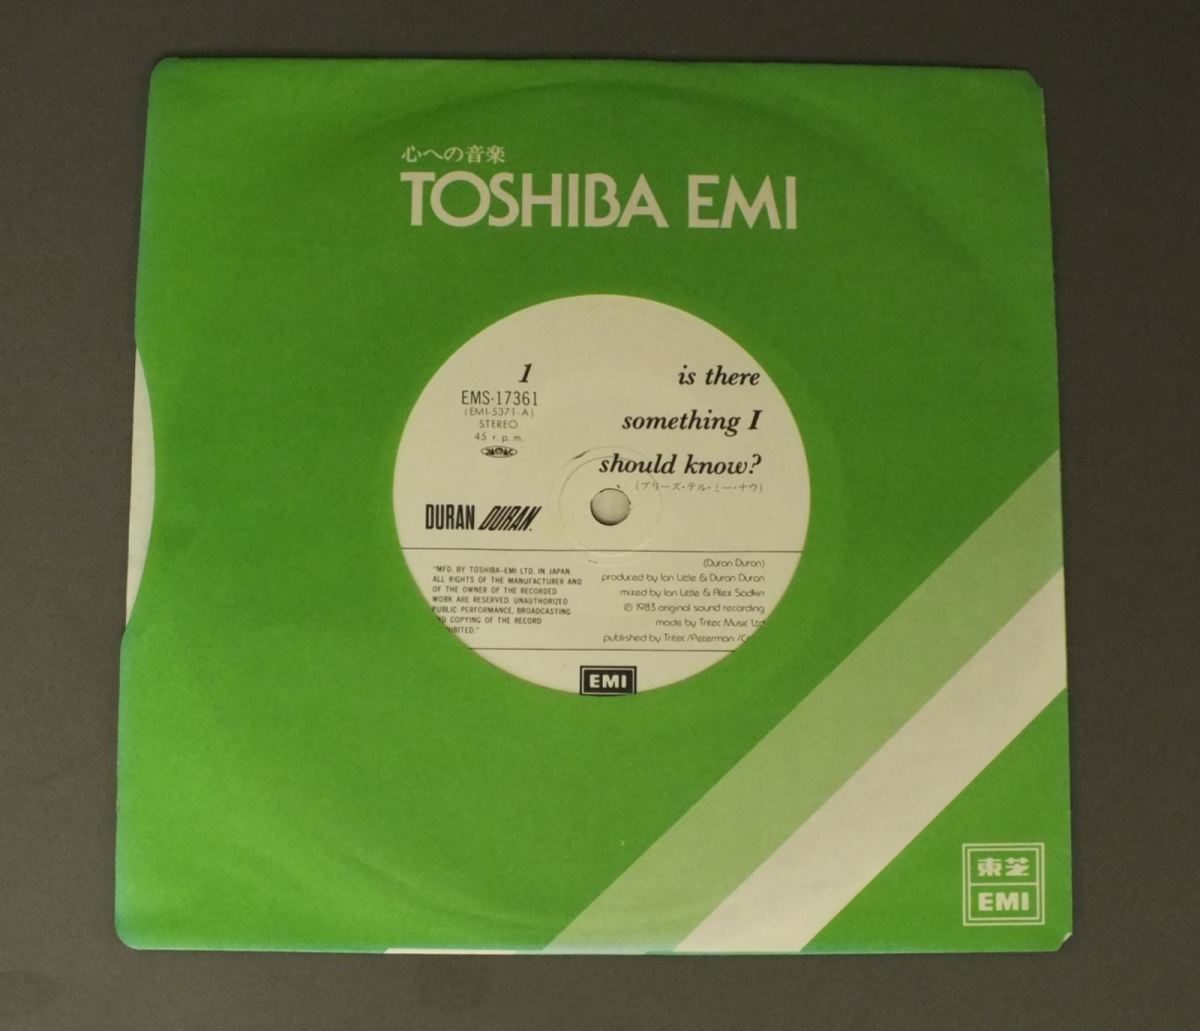 心への音楽
TOSHIBA EMI
1
EMS-17361
(EMI-5371-A)
STEREO
45 r.p.m.
is there
something I
should know?
(プリーズ・テル・ミー・ナウ)
DURAN DURAN.
"MFD. BY TOSHIBA-EMI LTD. IN JAPAN.
ALL RIGHTS OF THE MANUFACTURER AND
OF THE OWNER OF THE RECORDED
WORK ARE RESERVED. UNAUTHORIZED
PUBLIC PERFORMANCE, BROADCASTING
COPYING OF THE RECORD
(Duran Duran)
produced by Ian Little & Duran Duran
mixed by Ian Little & Alex Sadkin
© 1983 original sound recording
made by Tritec Music Ltd
published by Tritec /Peterman /
EMI
東芝
EMI